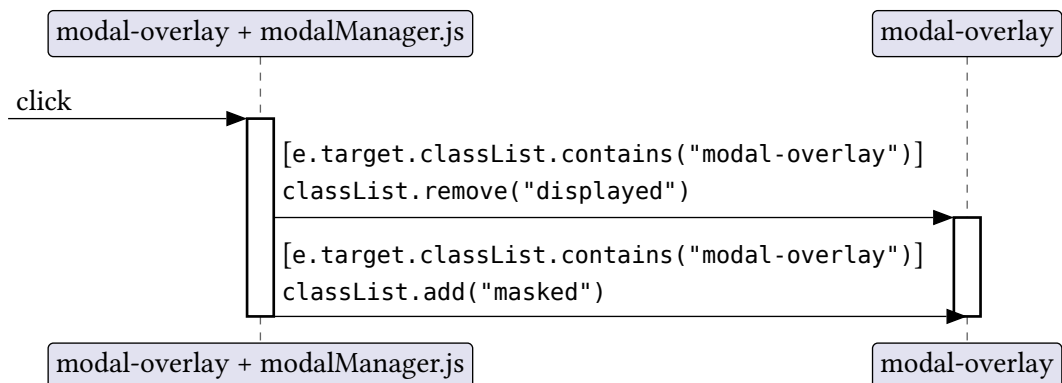 modal-overlay + modalManager.js
modal-overlay
click
[e.target.classList.contains("modal-overlay")]
classList.remove("displayed")
[e.target.classList.contains("modal-overlay")]
classList.add("masked")
modal-overlay + modalManager.js
modal-overlay